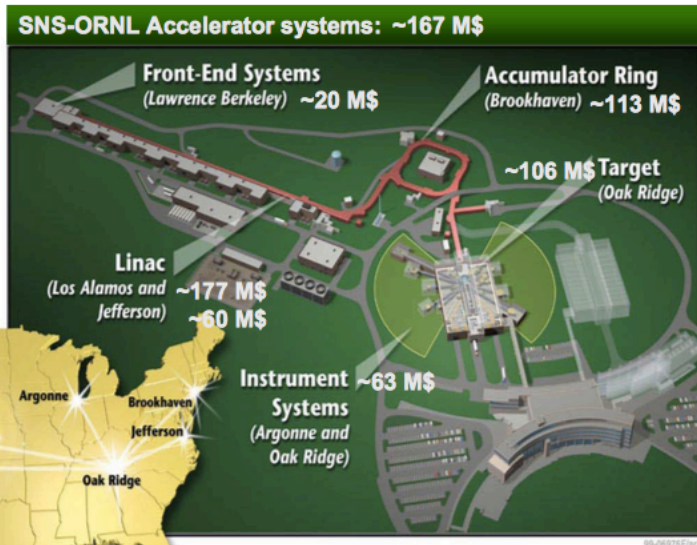 SNS-ORNL Accelerator systems: ~167 M$
Front-End Systems
(Lawrence Berkeley) ~20 M$
Accumulator Ring
(Brookhaven) ~113 M$
~106 M$ Target
(Oak Ridge)
Linac
(Los Alamos and
Jefferson)
~177 M$
~60 M$
Instrument
Systems
(Argonne and
Oak Ridge)
~63 M$
Argonne
Brookhaven
Jefferson
Oak Ridge